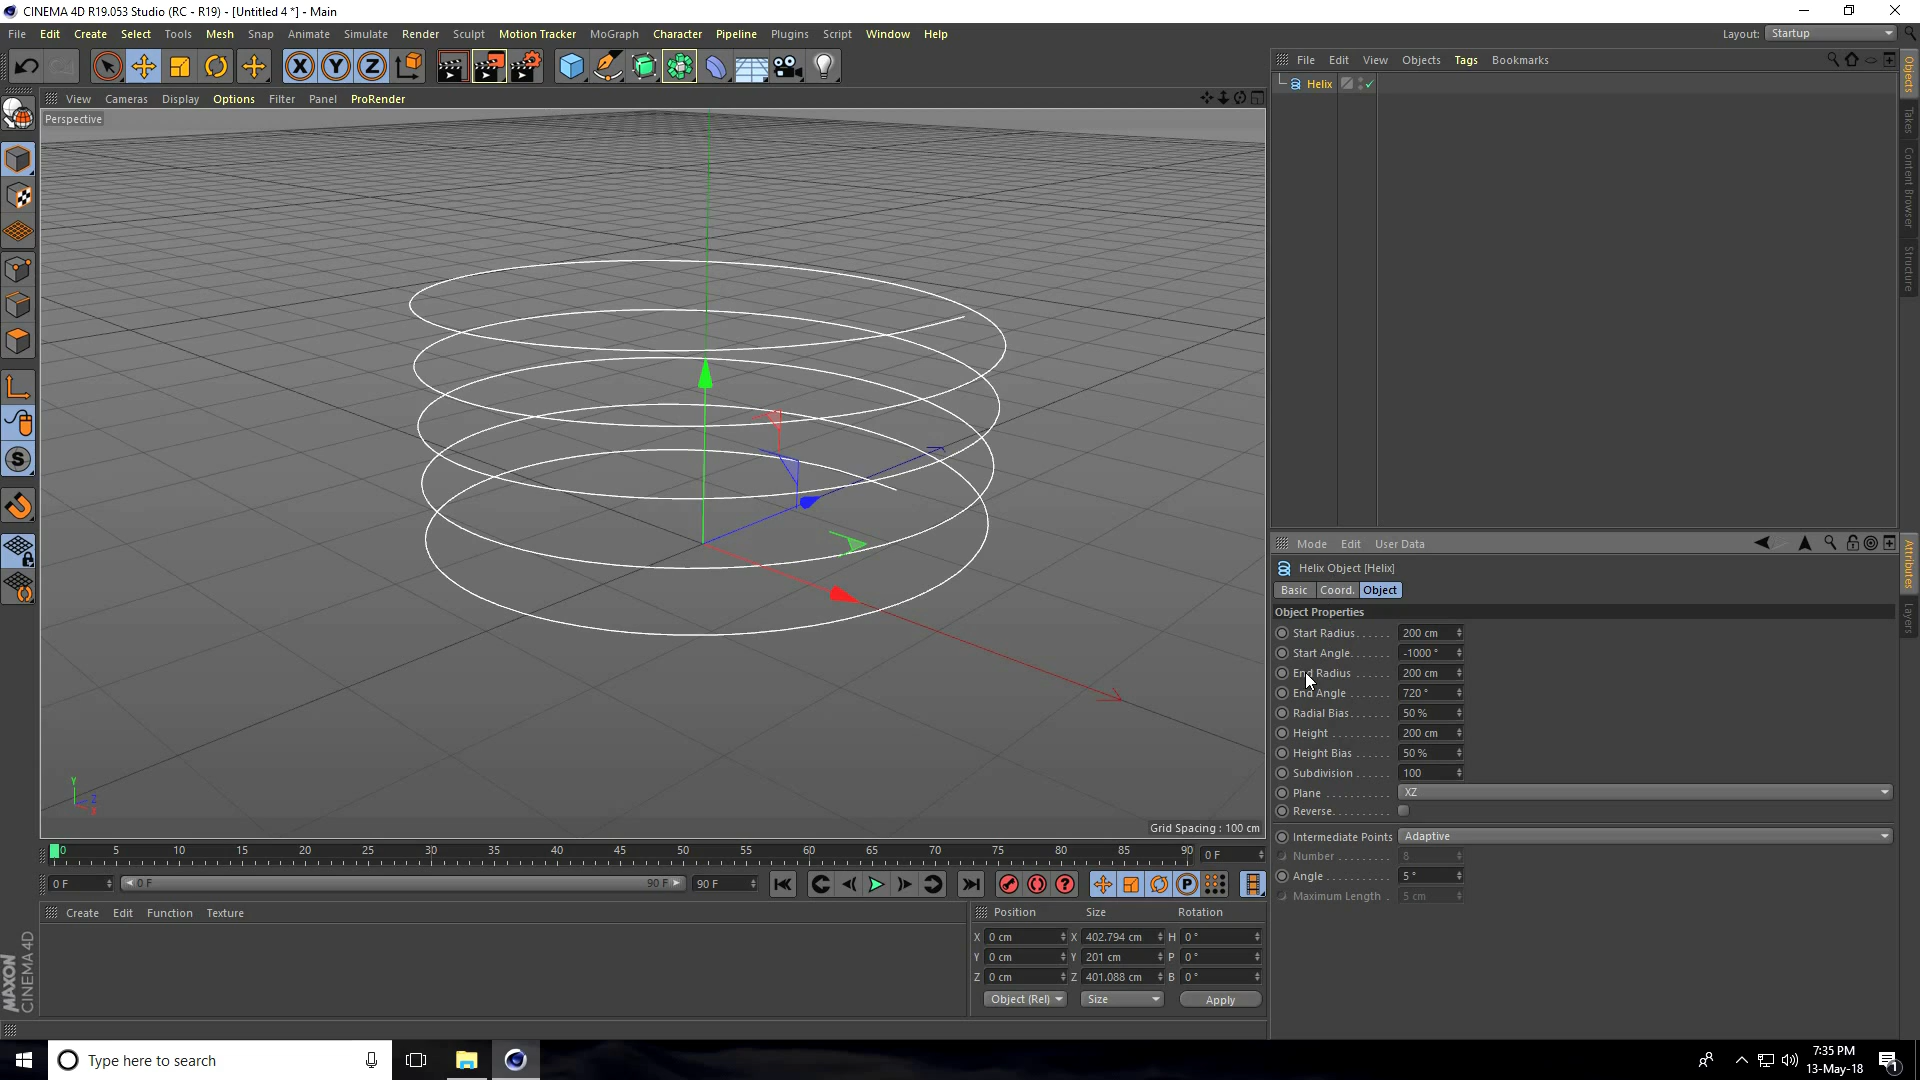 CINEMA 4D R19.053 Studio (RC - R19) - [Untitled 4 *] - Main
File Edit Create Select Tools Mesh Snap Animate Simulate Render Sculpt Motion Tracker MoGraph Character Pipeline Plugins Script Window Help
Layout: Startup
File Edit View Objects Tags Bookmarks
Helix
View Cameras Display Options Filter Panel ProRender
Perspective
X Y Z
S
Y
Z
X
Grid Spacing : 100 cm
Objects
Takes
Content Browser
Structure
Mode Edit User Data
Helix Object [Helix]
Basic Coord. Object
Object Properties
Start Radius...... 200 cm
Start Angle....... -1000 °
End Radius ...... 200 cm
End Angle ....... 720 °
Radial Bias....... 50 %
Height .......... 200 cm
Height Bias ...... 50 %
Subdivision ...... 100
Plane ........... XZ
Reverse..........
Intermediate Points Adaptive
Number ......... 8
Angle........... 5 °
Maximum Length . 5 cm
Attributes
Layers
0 5 10 15 20 25 30 35 40 45 50 55 60 65 70 75 80 85 90 0 F
0 F 0 F 90 F 90 F
P
Create Edit Function Texture
Position Size Rotation
X 0 cm X 402.794 cm H 0 °
Y 0 cm Y 201 cm P 0 °
Z 0 cm Z 401.088 cm B 0 °
Object (Rel) Size Apply
MAXON
CINEMA 4D
Type here to search
7:35 PM
13-May-18
1